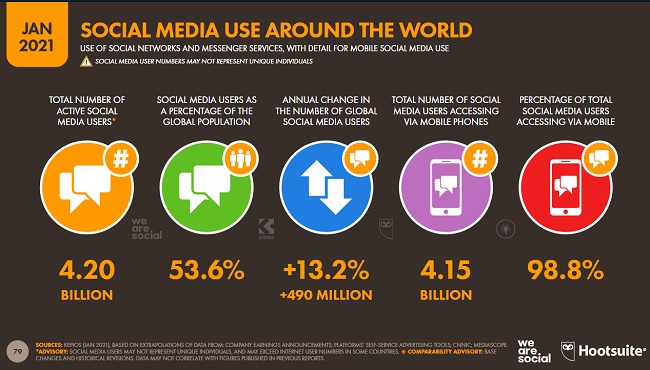 JAN
2021
SOCIAL MEDIA USE AROUND THE WORLD
USE OF SOCIAL NETWORKS AND MESSENGER SERVICES, WITH DETAIL FOR MOBILE SOCIAL MEDIA USE
SOCIAL MEDIA USER NUMBERS MAY NOT REPRESENT UNIQUE INDIVIDUALS
TOTAL NUMBER OF
ACTIVE SOCIAL
MEDIA USERS*
SOCIAL MEDIA USERS AS
A PERCENTAGE OF THE
GLOBAL POPULATION
ANNUAL CHANGE IN
THE NUMBER OF GLOBAL
SOCIAL MEDIA USERS
TOTAL NUMBER OF SOCIAL
MEDIA USERS ACCESSING
VIA MOBILE PHONES
PERCENTAGE OF TOTAL
SOCIAL MEDIA USERS
ACCESSING VIA MOBILE
#
#
we
are
social
KEPIOS
4.20
BILLION
53.6%
+13.2%
+490 MILLION
4.15
BILLION
98.8%
79
SOURCES: KEPIOS (JAN 2021), BASED ON EXTRAPOLATIONS OF DATA FROM: COMPANY EARNINGS ANNOUNCEMENTS; PLATFORMS' SELF-SERVICE ADVERTISING TOOLS; CNNIC; MEDIASCOPE.
*ADVISORY: SOCIAL MEDIA USERS MAY NOT REPRESENT UNIQUE INDIVIDUALS, AND MAY EXCEED INTERNET USER NUMBERS IN SOME COUNTRIES. COMPARABILITY ADVISORY: BASE
CHANGES AND HISTORICAL REVISIONS. DATA MAY NOT CORRELATE WITH FIGURES PUBLISHED IN PREVIOUS REPORTS.
we
are
social
Hootsuite®